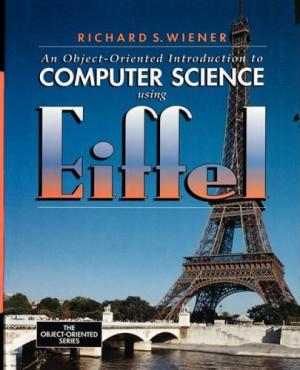 RICHARD S. WIENER
An Object-Oriented Introduction to
COMPUTER SCIENCE
using
Eiffel
THE
OBJECT-ORIENTED
SERIES